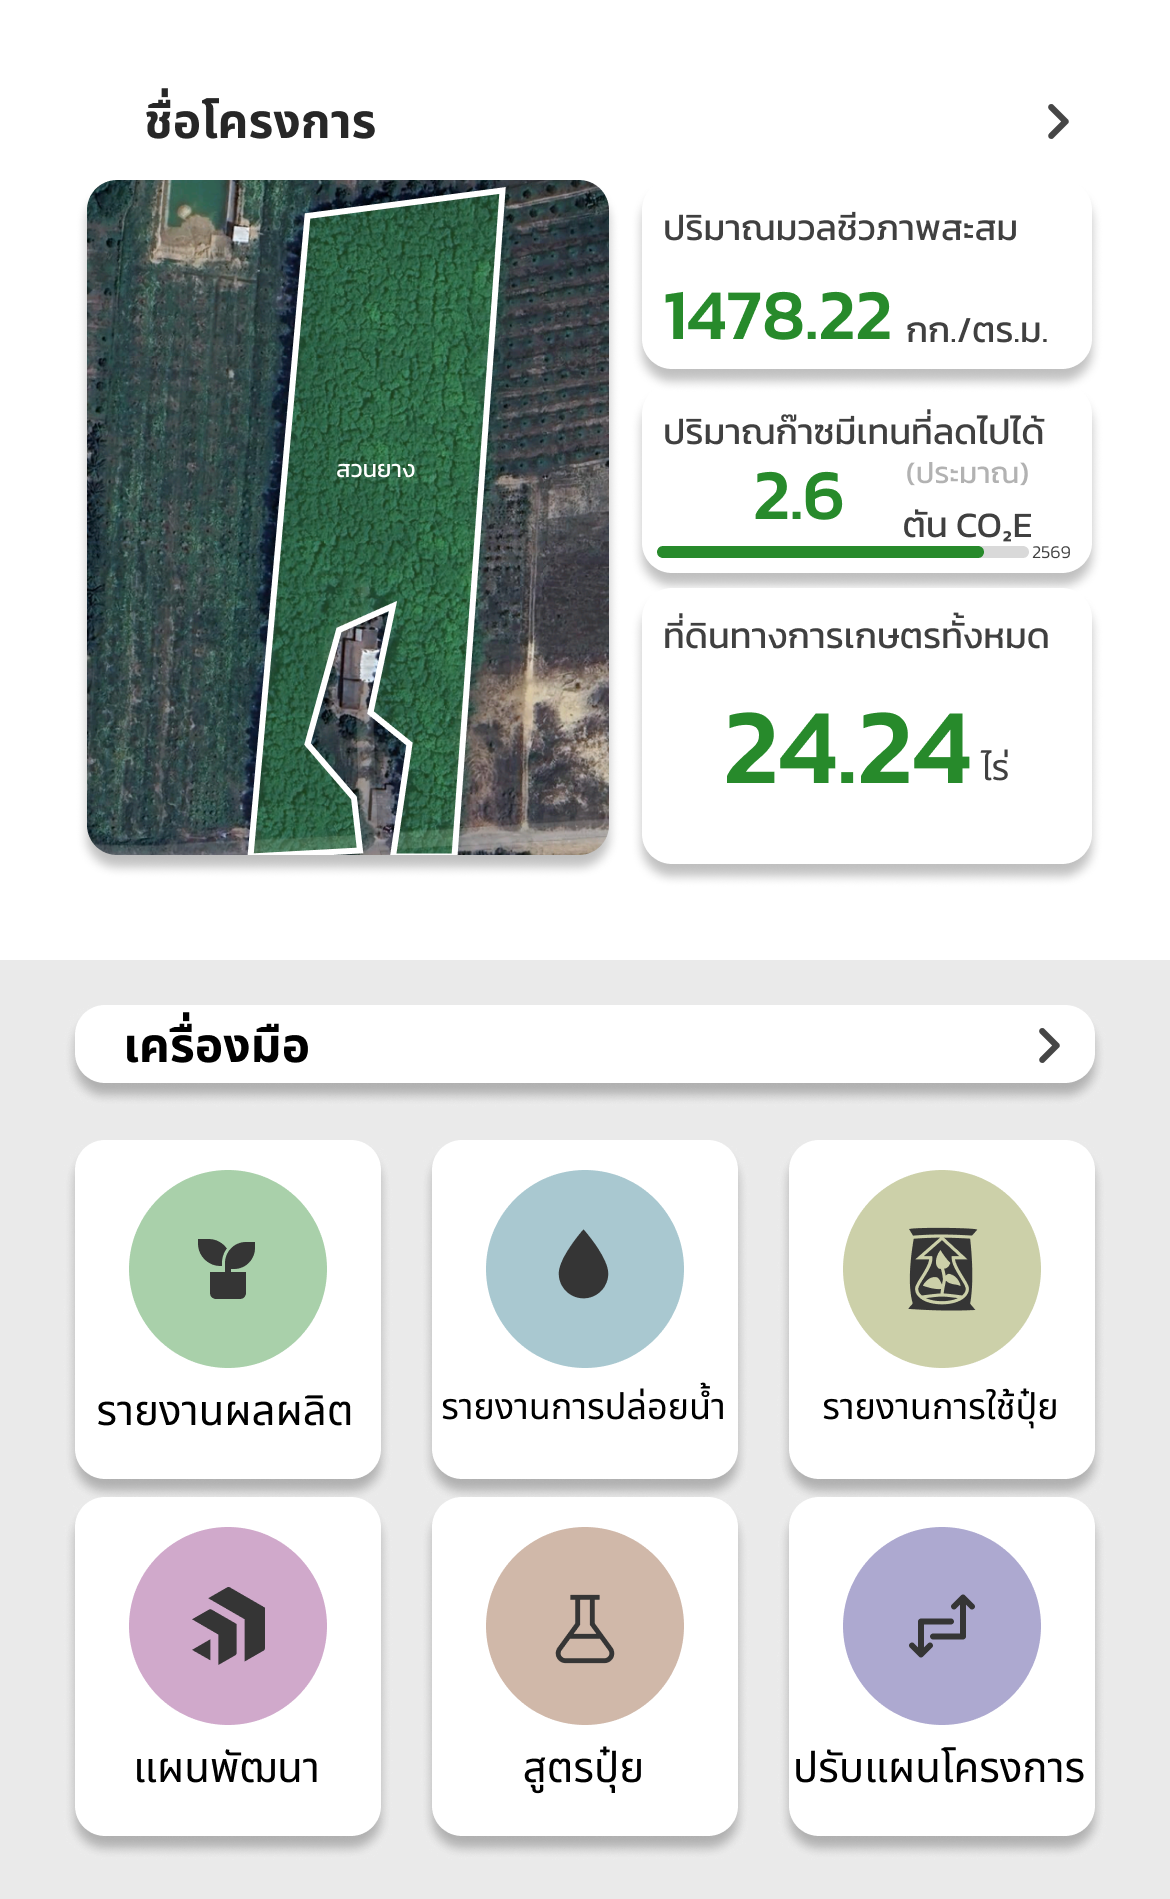 ชื่อโครงการ
สวนยาง
ปริมาณมวลชีวภาพสะสม
1478.22 กก./ตร.ม.
ปริมาณก๊าซมีเทนที่ลดไปได้
2.6 (ประมาณ)
ตัน CO₂E
2569
ที่ดินทางการเกษตรทั้งหมด
24.24 ไร่
เครื่องมือ
รายงานผลผลิต
รายงานการปล่อยน้ำ
รายงานการใช้ปุ๋ย
แผนพัฒนา
สูตรปุ๋ย
ปรับแผนโครงการ